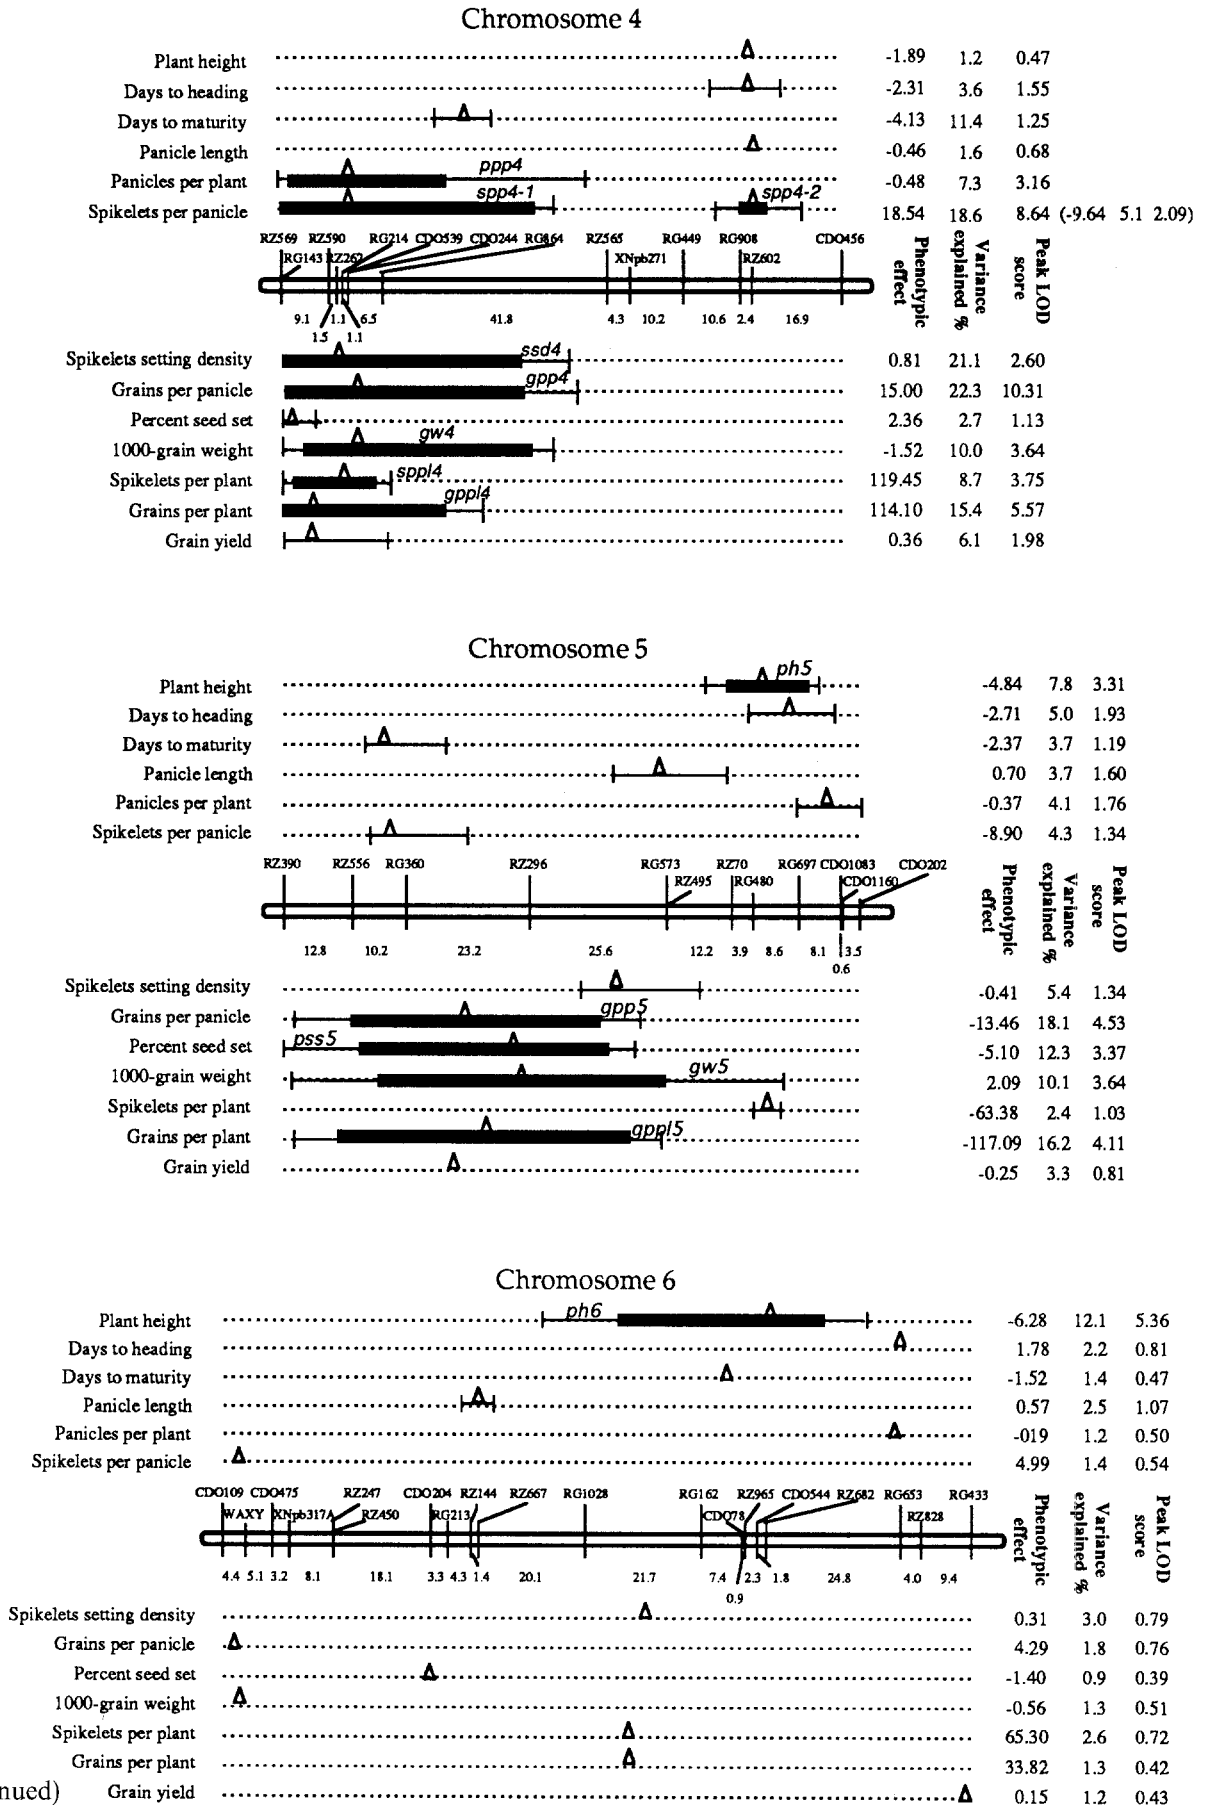 Chromosome 4
Plant height -1.89 1.2 0.47
Days to heading -2.31 3.6 1.55
Days to maturity -4.13 11.4 1.25
Panicle length -0.46 1.6 0.68
Panicles per plant ppp4 -0.48 7.3 3.16
Spikelets per panicle spp4-1 spp4-2 18.54 18.6 8.64 (-9.64 5.1 2.09)
RZ569 RZ590 RG214 CDO539 CDO244 RG864 RZ565 RG449 RG908 CDO456
RG143 RZ262 XNpb271 RZ602
Phenotypic effect
Variance explained %
Peak LOD score
9.1 1.1 6.5 41.8 4.3 10.2 10.6 2.4 16.9
1.5 1.1
Spikelets setting density ssd4 0.81 21.1 2.60
Grains per panicle gpp4 15.00 22.3 10.31
Percent seed set 2.36 2.7 1.13
1000-grain weight gw4 -1.52 10.0 3.64
Spikelets per plant sppl4 119.45 8.7 3.75
Grains per plant gppl4 114.10 15.4 5.57
Grain yield 0.36 6.1 1.98
Chromosome 5
Plant height ph5 -4.84 7.8 3.31
Days to heading -2.71 5.0 1.93
Days to maturity -2.37 3.7 1.19
Panicle length 0.70 3.7 1.60
Panicles per plant -0.37 4.1 1.76
Spikelets per panicle -8.90 4.3 1.34
RZ390 RZ556 RG360 RZ296 RG573 RZ70 RG697 CDO1083 CDO202
RZ495 RG480 CDO1160
Phenotypic effect
Variance explained %
Peak LOD score
12.8 10.2 23.2 25.6 12.2 3.9 8.6 8.1 3.5
0.6
Spikelets setting density -0.41 5.4 1.34
Grains per panicle gpp5 -13.46 18.1 4.53
Percent seed set pss5 -5.10 12.3 3.37
1000-grain weight gw5 2.09 10.1 3.64
Spikelets per plant -63.38 2.4 1.03
Grains per plant gppl5 -117.09 16.2 4.11
Grain yield -0.25 3.3 0.81
Chromosome 6
Plant height ph6 -6.28 12.1 5.36
Days to heading 1.78 2.2 0.81
Days to maturity -1.52 1.4 0.47
Panicle length 0.57 2.5 1.07
Panicles per plant -019 1.2 0.50
Spikelets per panicle 4.99 1.4 0.54
CDO109 CDO475 RZ247 CDO204 RZ144 RZ667 RG1028 RG162 RZ965 CDO544 RZ682 RG653 RG433
WAXY XNpb317A RZ450 RG213 CDO78 RZ828
Phenotypic effect
Variance explained %
Peak LOD score
4.4 5.1 3.2 8.1 18.1 3.3 4.3 1.4 20.1 21.7 7.4 2.3 1.8 24.8 4.0 9.4
0.9
Spikelets setting density 0.31 3.0 0.79
Grains per panicle 4.29 1.8 0.76
Percent seed set -1.40 0.9 0.39
1000-grain weight -0.56 1.3 0.51
Spikelets per plant 65.30 2.6 0.72
Grains per plant 33.82 1.3 0.42
nued) Grain yield 0.15 1.2 0.43